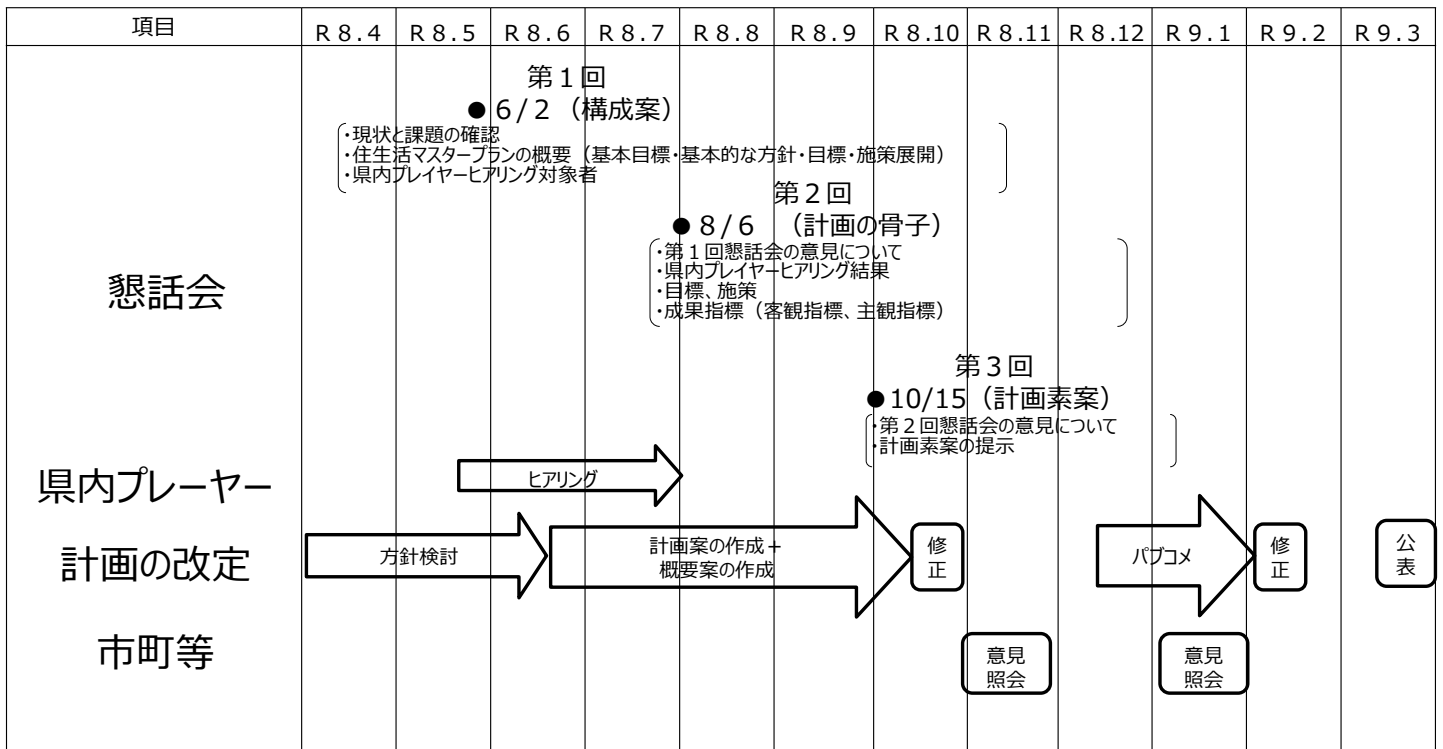 項目 R8.4 R8.5 R8.6 R8.7 R8.8 R8.9 R8.10 R8.11 R8.12 R9.1 R9.2 R9.3
懇話会
第1回
●6/2（構成案）
・現状と課題の確認
・住生活マスタープランの概要（基本目標・基本的な方針・目標・施策展開）
・県内プレイヤーヒアリング対象者
第2回
●8/6　（計画の骨子）
・第1回懇話会の意見について
・県内プレイヤーヒアリング結果
・目標、施策
・成果指標（客観指標、主観指標）
第3回
●10/15（計画素案）
・第2回懇話会の意見について
・計画素案の提示
県内プレーヤー
ヒアリング
計画の改定
方針検討
計画案の作成＋
概要案の作成
修
正
パブコメ
修
正
公
表
市町等
意見
照会
意見
照会